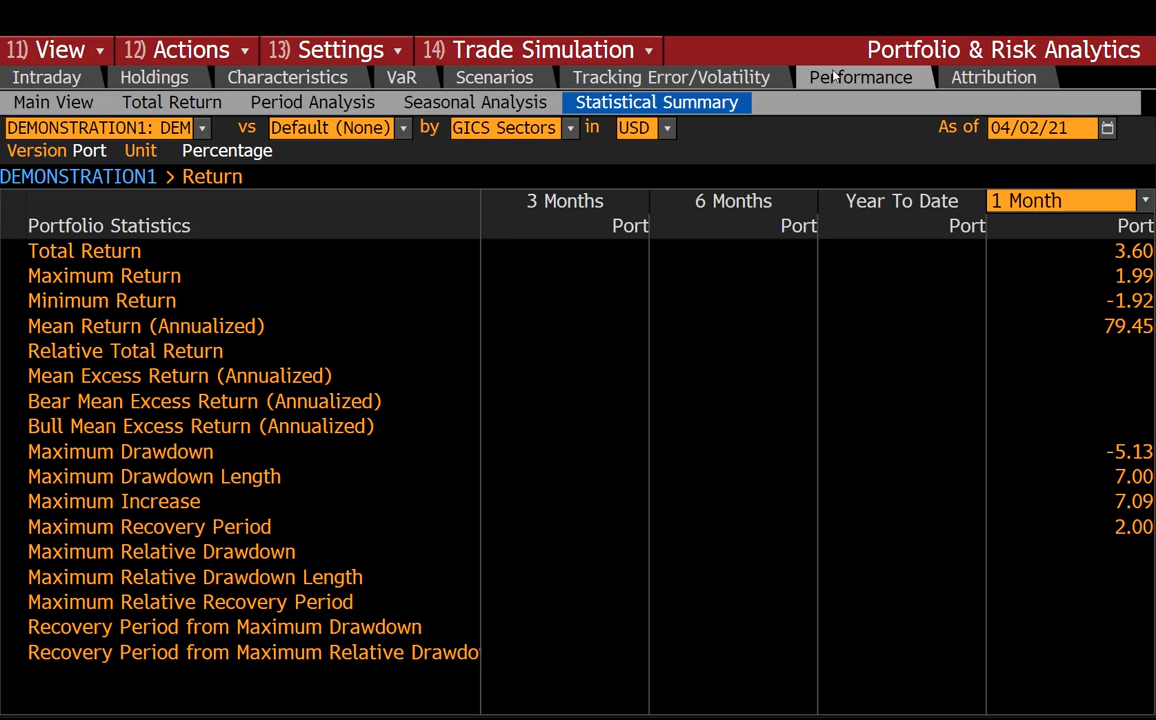 11) View 12) Actions 13) Settings 14) Trade Simulation Portfolio & Risk Analytics
Intraday Holdings Characteristics VaR Scenarios Tracking Error/Volatility Performance Attribution
Main View Total Return Period Analysis Seasonal Analysis Statistical Summary
DEMONSTRATION1: DEM vs Default (None) by GICS Sectors in USD As of 04/02/21
Version Port Unit Percentage
DEMONSTRATION1 > Return
3 Months 6 Months Year To Date 1 Month
Portfolio Statistics Port Port Port Port
Total Return 3.60
Maximum Return 1.99
Minimum Return -1.92
Mean Return (Annualized) 79.45
Relative Total Return
Mean Excess Return (Annualized)
Bear Mean Excess Return (Annualized)
Bull Mean Excess Return (Annualized)
Maximum Drawdown -5.13
Maximum Drawdown Length 7.00
Maximum Increase 7.09
Maximum Recovery Period 2.00
Maximum Relative Drawdown
Maximum Relative Drawdown Length
Maximum Relative Recovery Period
Recovery Period from Maximum Drawdown
Recovery Period from Maximum Relative Drawdo